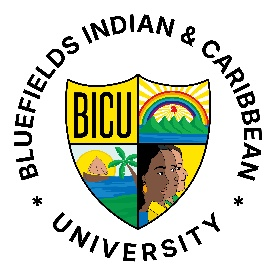 BLUEFIELDS INDIAN & CARIBBEAN
BICU
* UNIVERSITY *